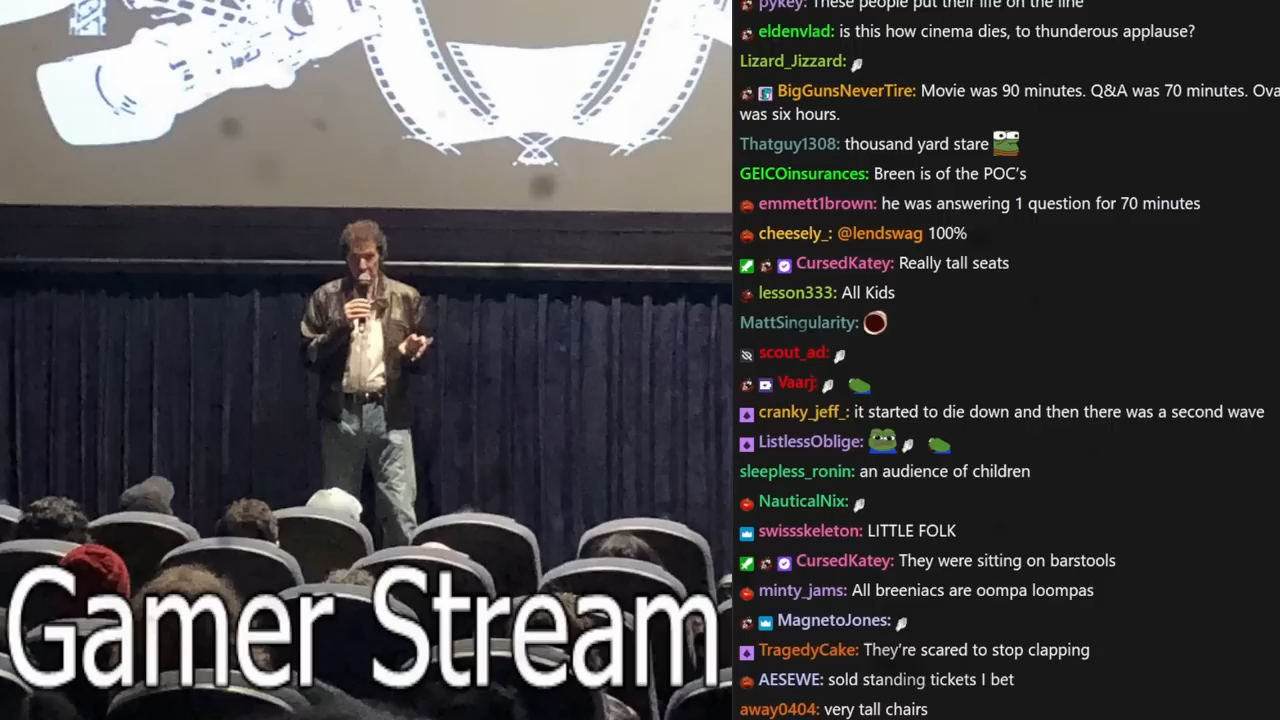 Gamer Stream
pykey: These people put their life on the line
eldenvlad: is this how cinema dies, to thunderous applause?
Lizard_Jizzard:
BigGunsNeverTire: Movie was 90 minutes. Q&A was 70 minutes. Ova
was six hours.
Thatguy1308: thousand yard stare
GEICOinsurances: Breen is of the POC's
emmett1brown: he was answering 1 question for 70 minutes
cheesely_: @lendswag 100%
CursedKatey: Really tall seats
lesson333: All Kids
MattSingularity:
scout_ad:
Vaarj:
cranky_jeff_: it started to die down and then there was a second wave
ListlessOblige:
sleepless_ronin: an audience of children
NauticalNix:
swissskeleton: LITTLE FOLK
CursedKatey: They were sitting on barstools
minty_jams: All breeniacs are oompa loompas
MagnetoJones:
TragedyCake: They're scared to stop clapping
AESEWE: sold standing tickets I bet
away0404: very tall chairs